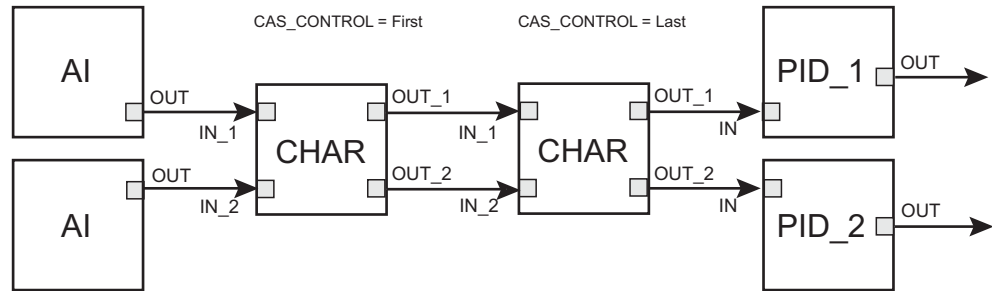 CAS_CONTROL = First
CAS_CONTROL = Last
AI
OUT
IN_1
CHAR
OUT_1
IN_1
CHAR
OUT_1
IN
PID_1
OUT
AI
OUT
IN_2
OUT_2
IN_2
OUT_2
IN
PID_2
OUT